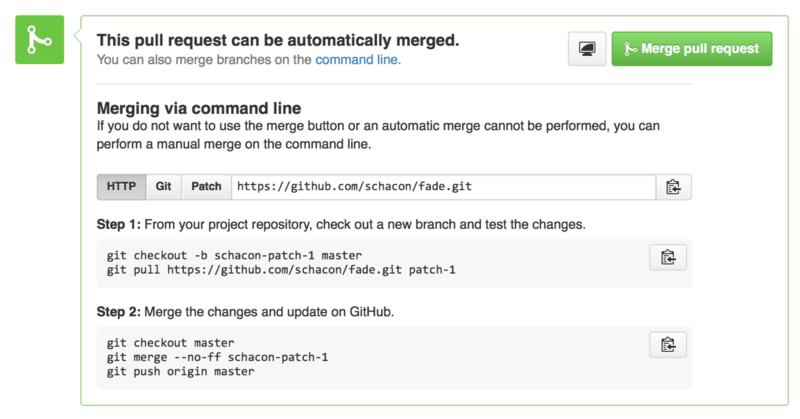 This pull request can be automatically merged.
You can also merge branches on the command line.
Merge pull request
Merging via command line
If you do not want to use the merge button or an automatic merge cannot be performed, you can
perform a manual merge on the command line.
HTTP Git Patch https://github.com/schacon/fade.git
Step 1: From your project repository, check out a new branch and test the changes.
git checkout -b schacon-patch-1 master
git pull https://github.com/schacon/fade.git patch-1
Step 2: Merge the changes and update on GitHub.
git checkout master
git merge --no-ff schacon-patch-1
git push origin master